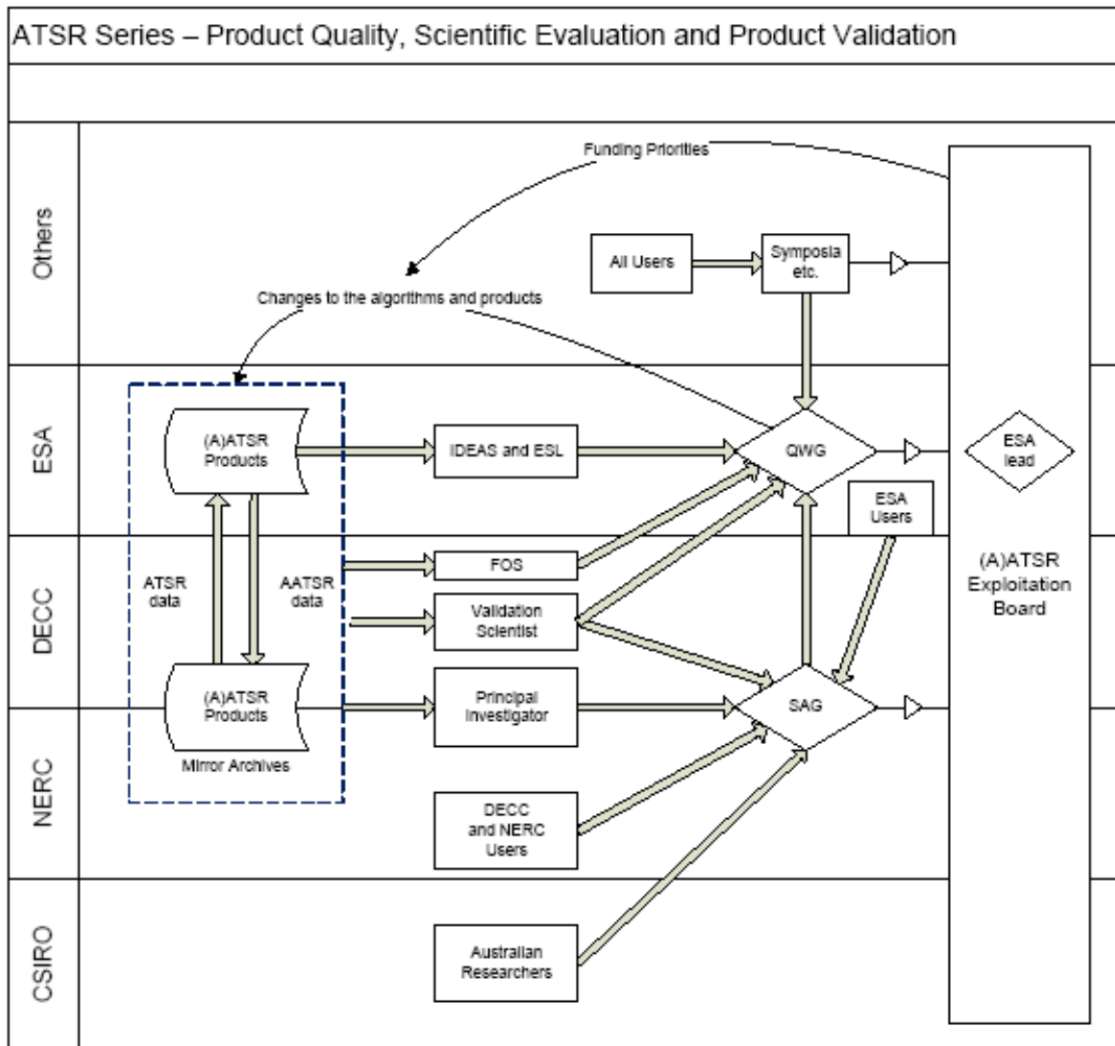 ATSR Series – Product Quality, Scientific Evaluation and Product Validation
Others
Funding Priorities
All Users
Symposia
etc.
Changes to the algorithms and products
ESA
(A)ATSR
Products
IDEAS and ESL
QWG
ESA
lead
ESA
Users
DECC
ATSR
data
AATSR
data
FOS
Validation
Scientist
(A)ATSR
Exploitation
Board
(A)ATSR
Products
Principal
Investigator
SAG
NERC
Mirror Archives
DECC
and NERC
Users
CSIRO
Australian
Researchers